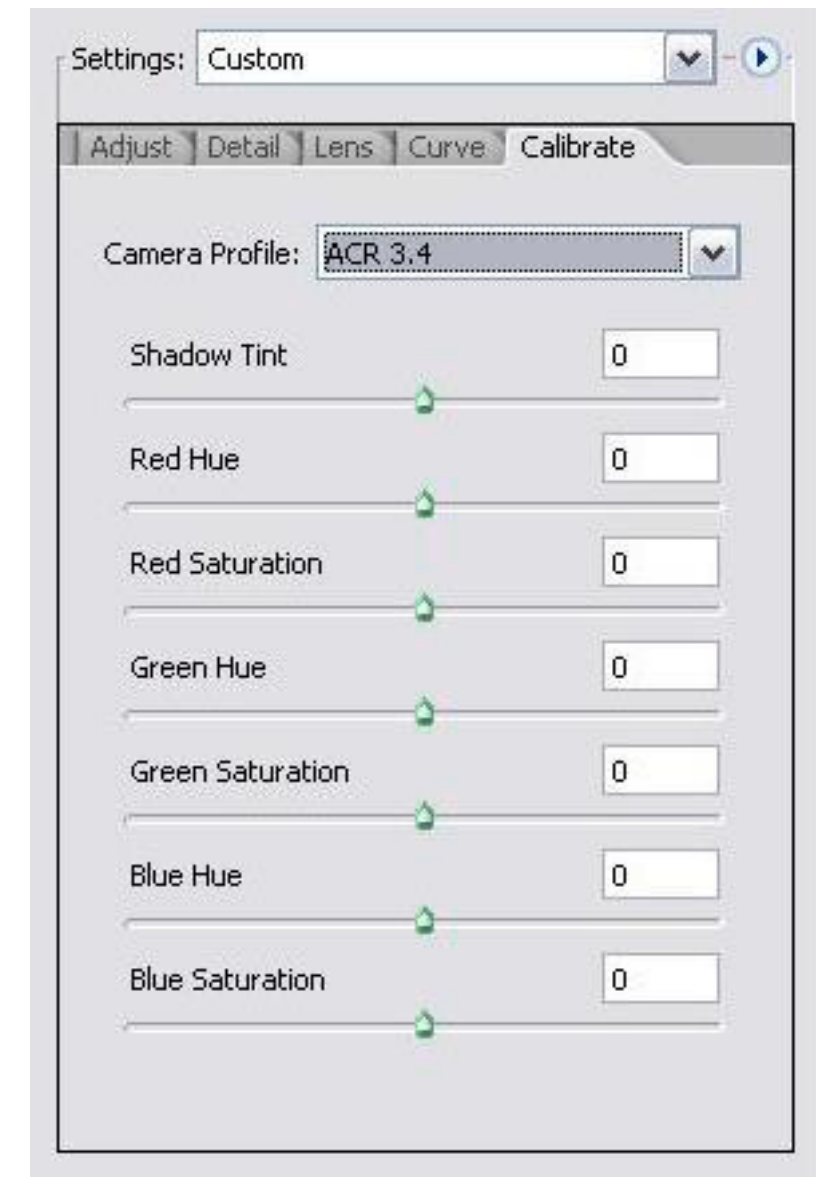 Settings: Custom
Adjust Detail Lens Curve Calibrate
Camera Profile: ACR 3.4
Shadow Tint 0
Red Hue 0
Red Saturation 0
Green Hue 0
Green Saturation 0
Blue Hue 0
Blue Saturation 0